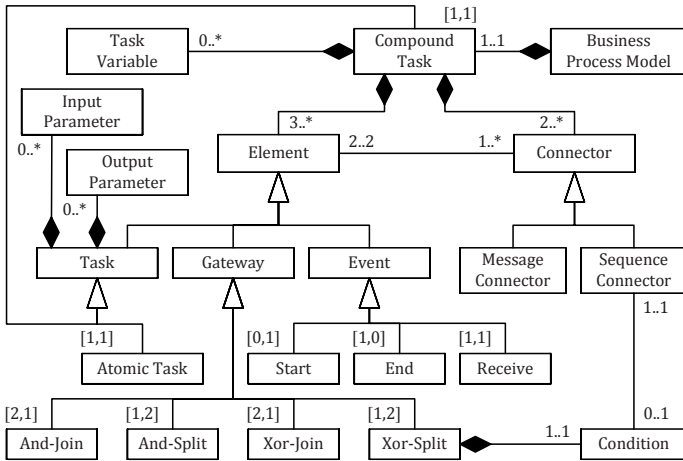 [1,1]
Task
Variable
0..*
Compound
Task
1..1
Business
Process Model
Input
Parameter
0..*
Output
Parameter
0..*
3..*
2..*
Element
2..2
1..*
Connector
Task
Gateway
Event
Message
Connector
Sequence
Connector
1..1
[1,1]
Atomic Task
[0,1]
Start
[1,0]
End
[1,1]
Receive
[2,1]
And-Join
[1,2]
And-Split
[2,1]
Xor-Join
[1,2]
Xor-Split
1..1
0..1
Condition